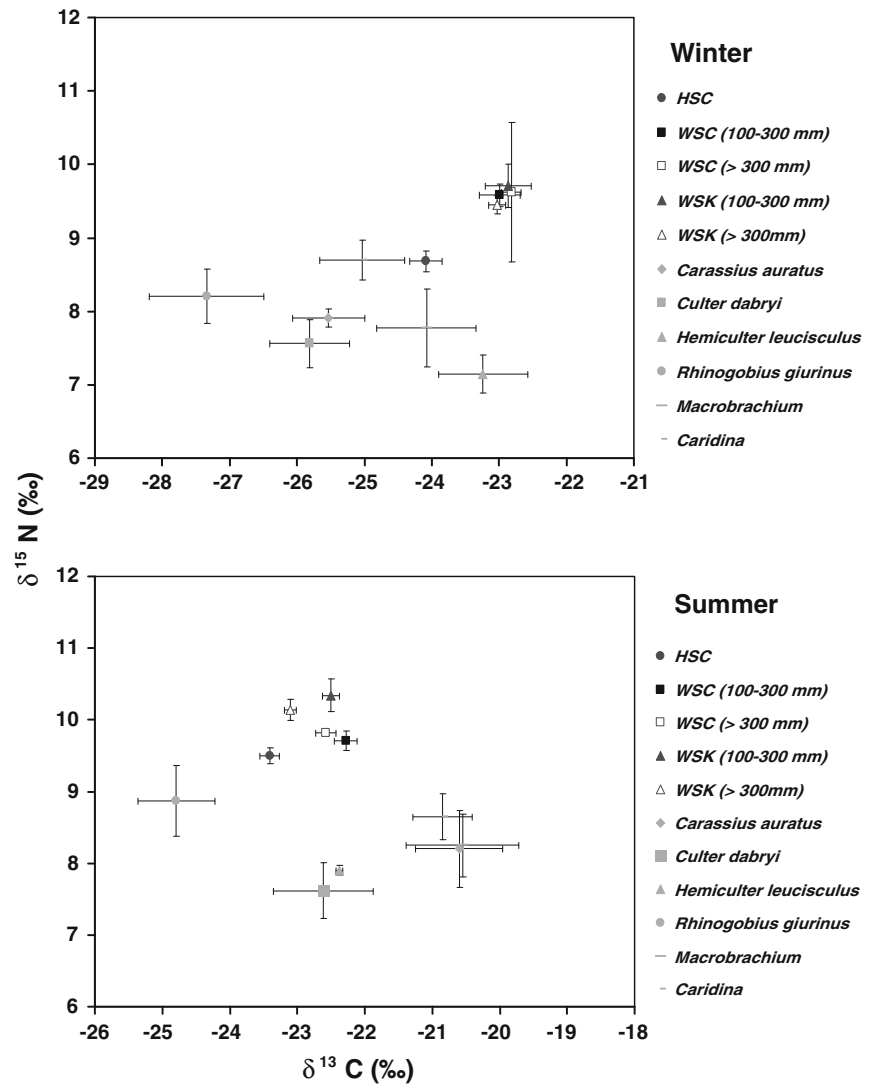 12
11
10
9
8
7
6
-29 -28 -27 -26 -25 -24 -23 -22 -21
Winter
HSC
WSC (100-300 mm)
WSC (> 300 mm)
WSK (100-300 mm)
WSK (> 300mm)
Carassius auratus
Culter dabryi
Hemiculter leucisculus
Rhinogobius giurinus
Macrobrachium
Caridina
δ ¹⁵ N (‰)
12
11
10
9
8
7
6
-26 -25 -24 -23 -22 -21 -20 -19 -18
δ ¹³ C (‰)
Summer
HSC
WSC (100-300 mm)
WSC (> 300 mm)
WSK (100-300 mm)
WSK (> 300mm)
Carassius auratus
Culter dabryi
Hemiculter leucisculus
Rhinogobius giurinus
Macrobrachium
Caridina